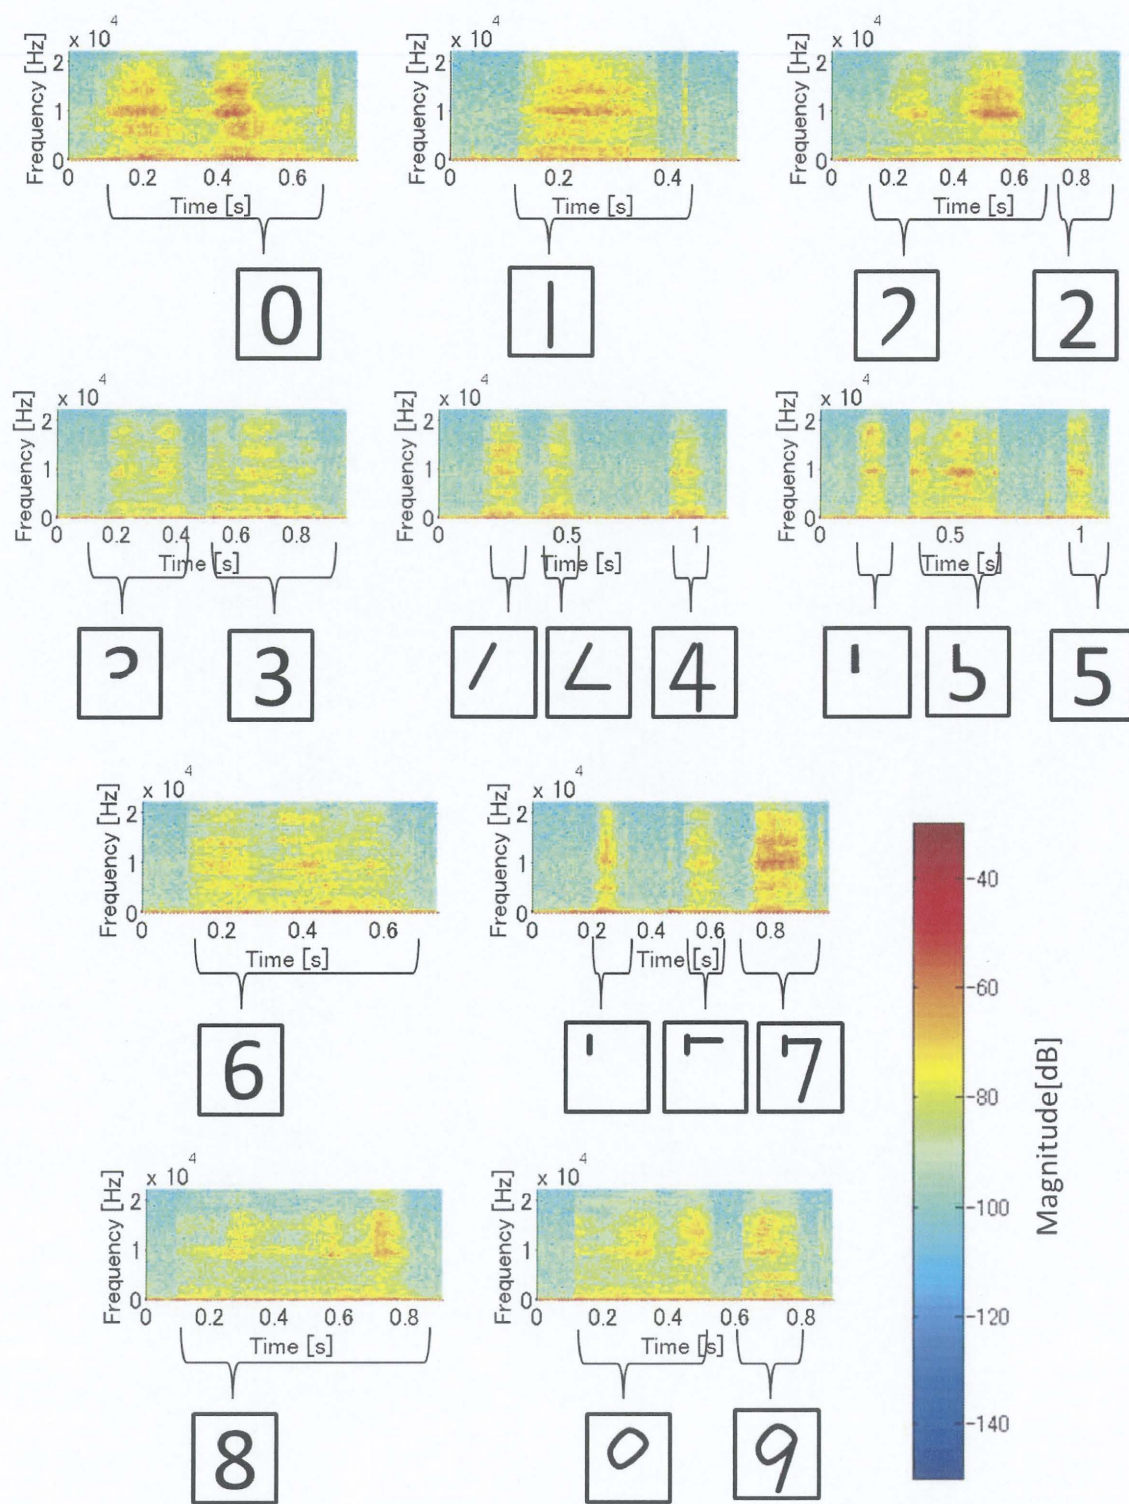 x 10^4 x 10^4 x 10^4
Frequency [Hz] Frequency [Hz] Frequency [Hz]
2 2 2
1 1 1
0 0 0
0 0.2 0.4 0.6 0 0.2 0.4 0 0.2 0.4 0.6 0.8
Time [s] Time [s] Time [s]
0 1 2
x 10^4 x 10^4 x 10^4
Frequency [Hz] Frequency [Hz] Frequency [Hz]
2 2 2
1 1 1
0 0 0
0 0.2 0.4 0.6 0.8 0 0.5 1 0 0.5 1
Time [s] Time [s] Time [s]
3 4 5
x 10^4 x 10^4
Frequency [Hz] Frequency [Hz]
2 2
1 1
0 0
0 0.2 0.4 0.6 0 0.2 0.4 0.6 0.8
Time [s] Time [s]
6 7
x 10^4 x 10^4
Frequency [Hz] Frequency [Hz]
2 2
1 1
0 0
0 0.2 0.4 0.6 0.8 0 0.2 0.4 0.6 0.8
Time [s] Time [s]
8 0 9
-40
-60
-80
-100
-120
-140
Magnitude[dB]